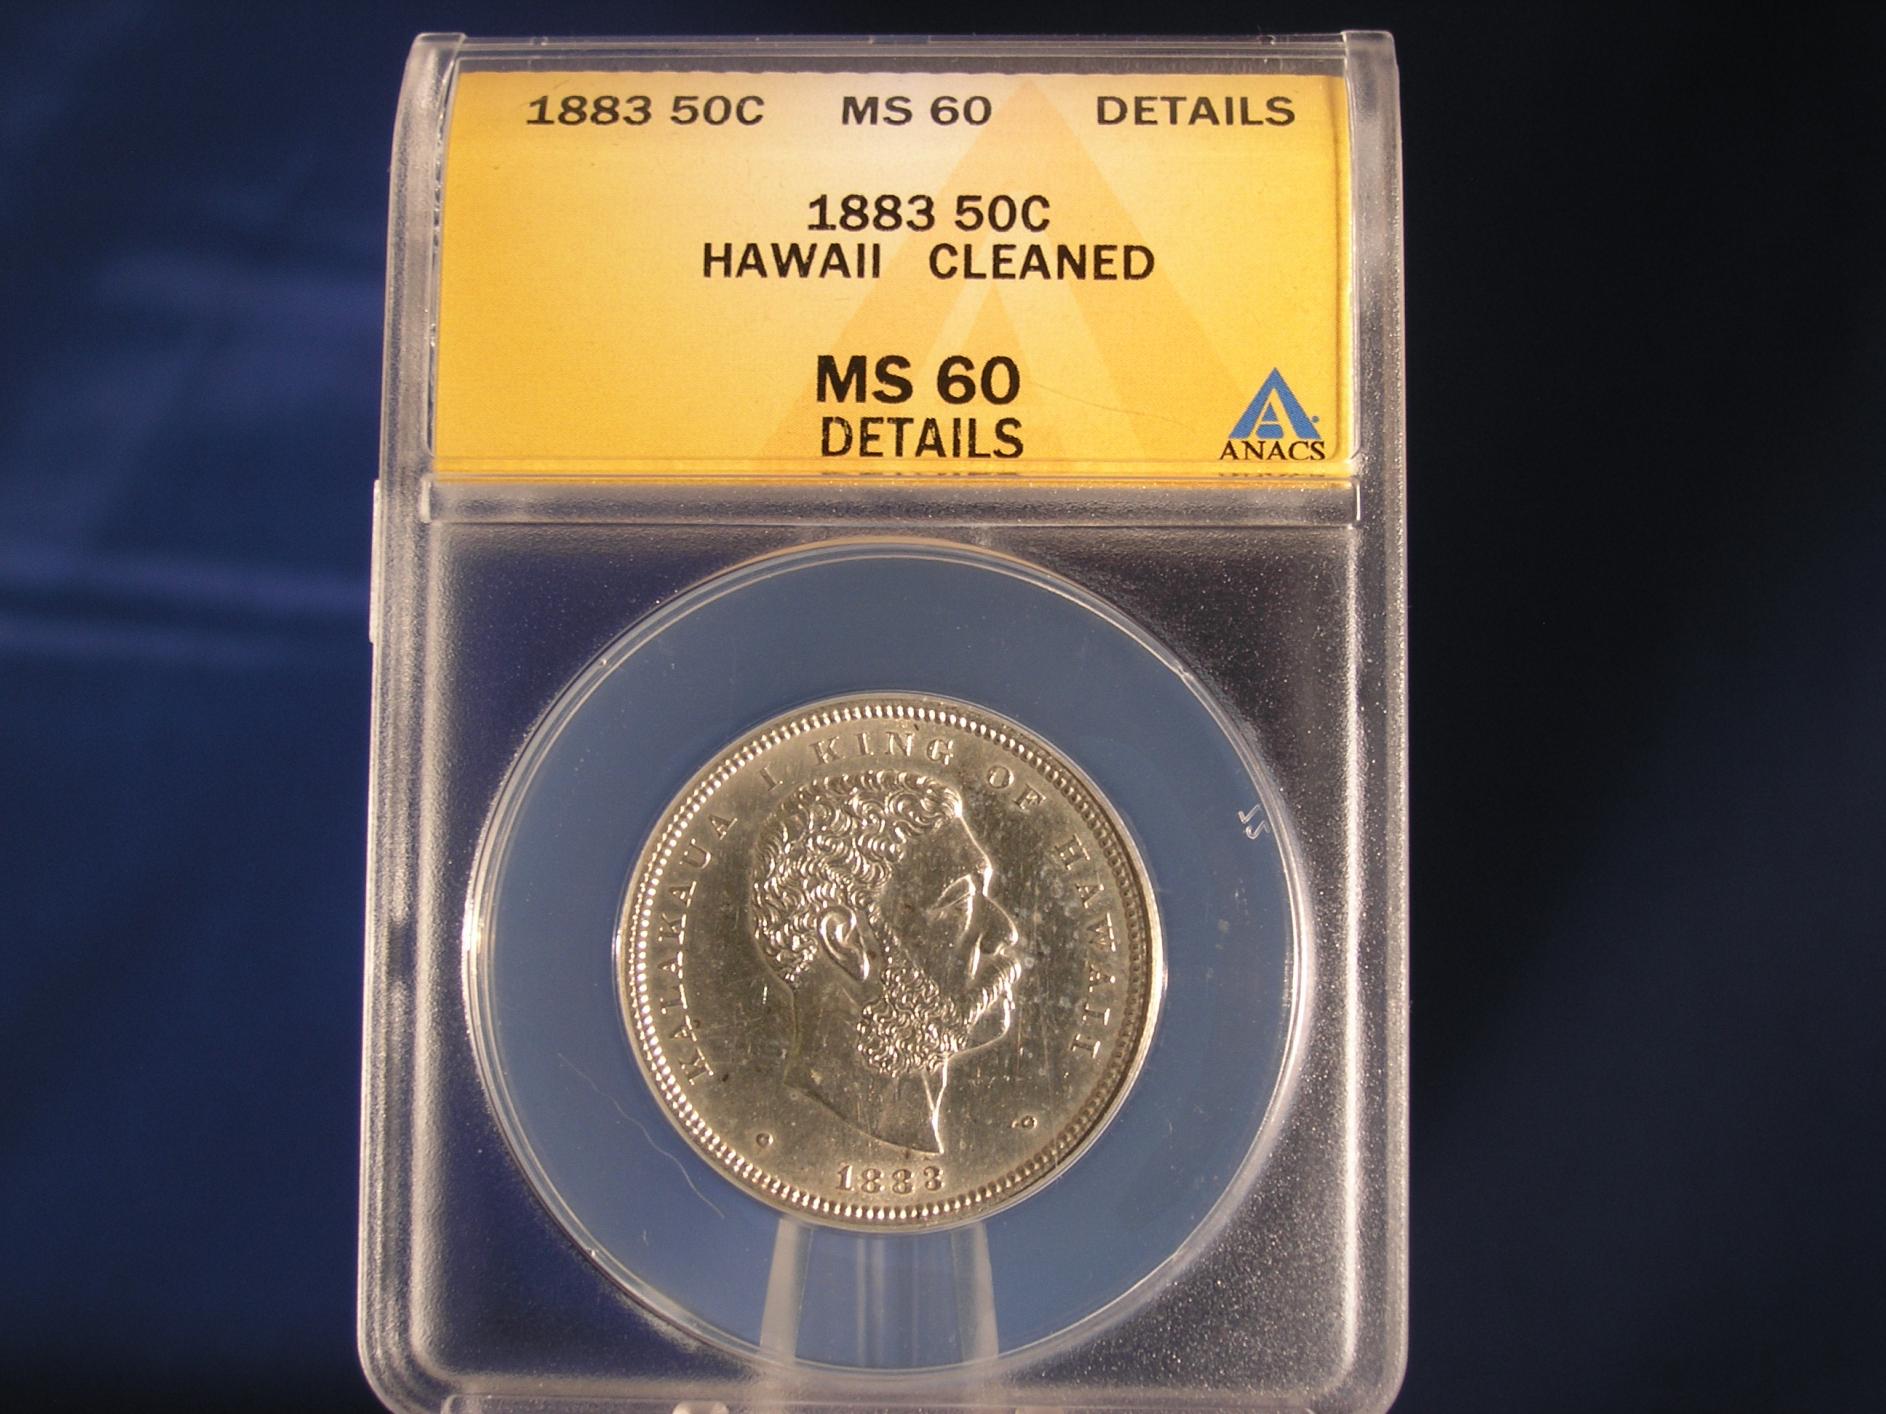 1883 50C MS 60 DETAILS
1883 50C
HAWAII CLEANED
MS 60
DETAILS
A
ANACS
KALAKAUA I KING OF HAWAII
1883